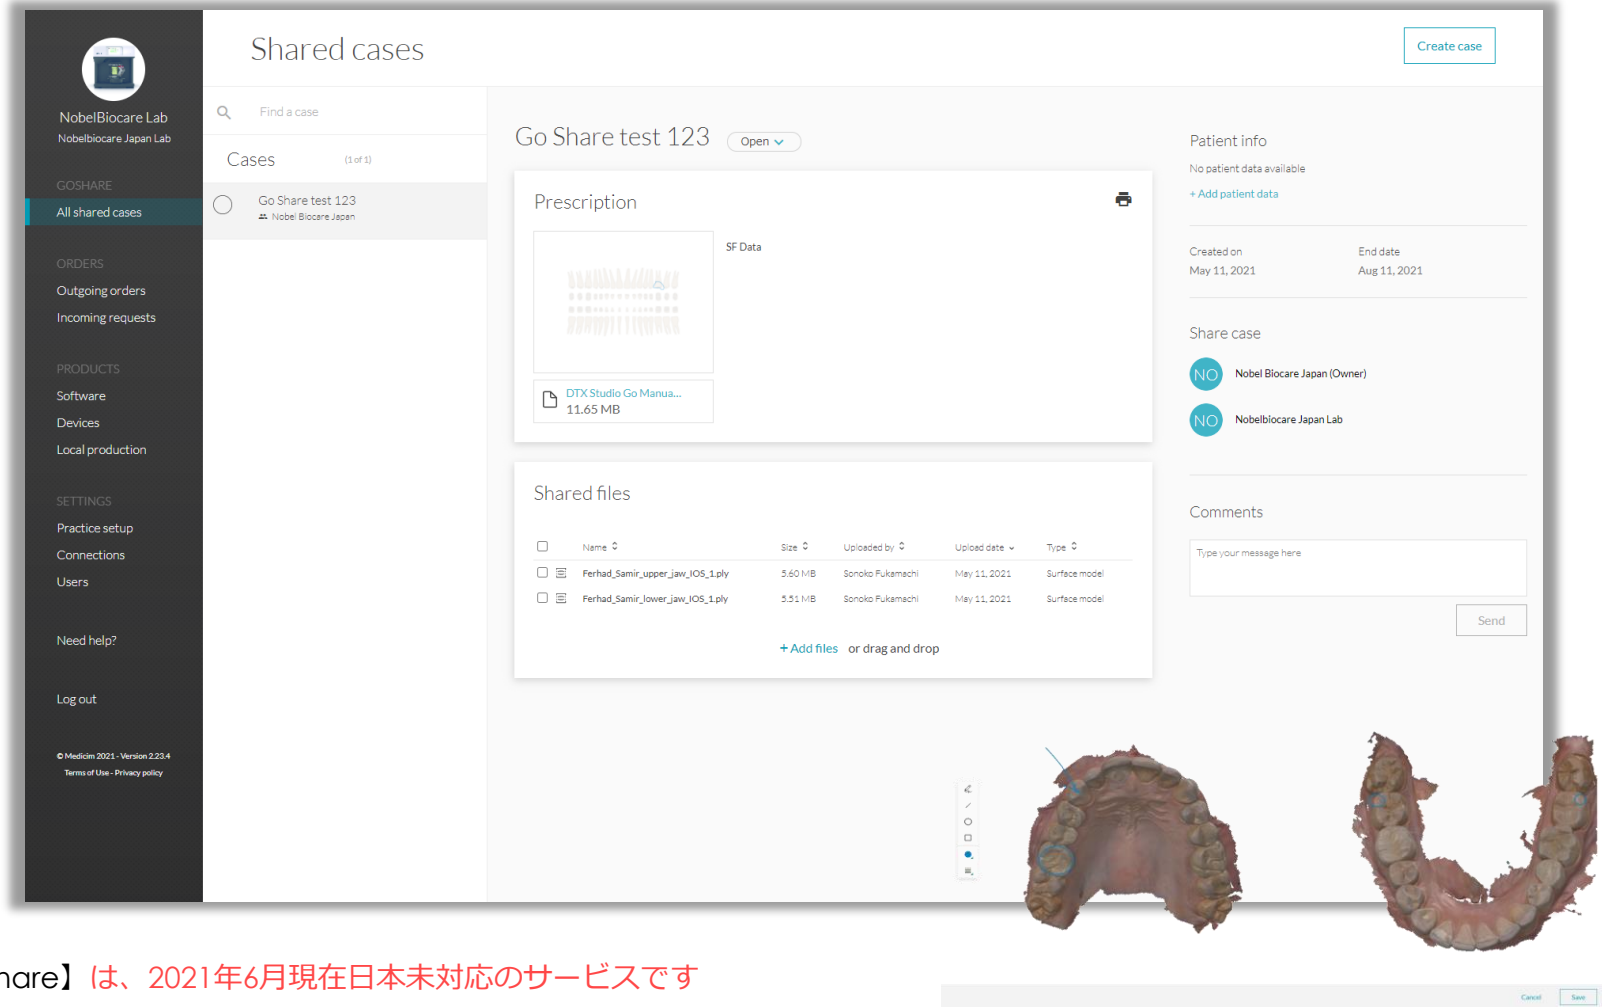 Shared cases
Create case
NobelBiocare Lab
Nobelbiocare Japan Lab
GOSHARE
All shared cases
ORDERS
Outgoing orders
Incoming requests
PRODUCTS
Software
Devices
Local production
SETTINGS
Practice setup
Connections
Users
Need help?
Log out
© Medicim 2021 - Version 2.23.4
Terms of Use - Privacy policy
Find a case
Cases (1 of 1)
Go Share test 123
Nobel Biocare Japan
Go Share test 123 Open
Prescription
SF Data
DTX Studio Go Manua...
11.65 MB
Shared files
Name Size Uploaded by Upload date Type
Ferhad_Samir_upper_jaw_IOS_1.ply 5.60 MB Sonoko Fukamachi May 11, 2021 Surface model
Ferhad_Samir_lower_jaw_IOS_1.ply 5.51 MB Sonoko Fukamachi May 11, 2021 Surface model
+ Add files or drag and drop
Patient info
No patient data available
+ Add patient data
Created on End date
May 11, 2021 Aug 11, 2021
Share case
NO Nobel Biocare Japan (Owner)
NO Nobelbiocare Japan Lab
Comments
Type your message here
Send
hare】は、2021年6月現在日本未対応のサービスです
Cancel Save